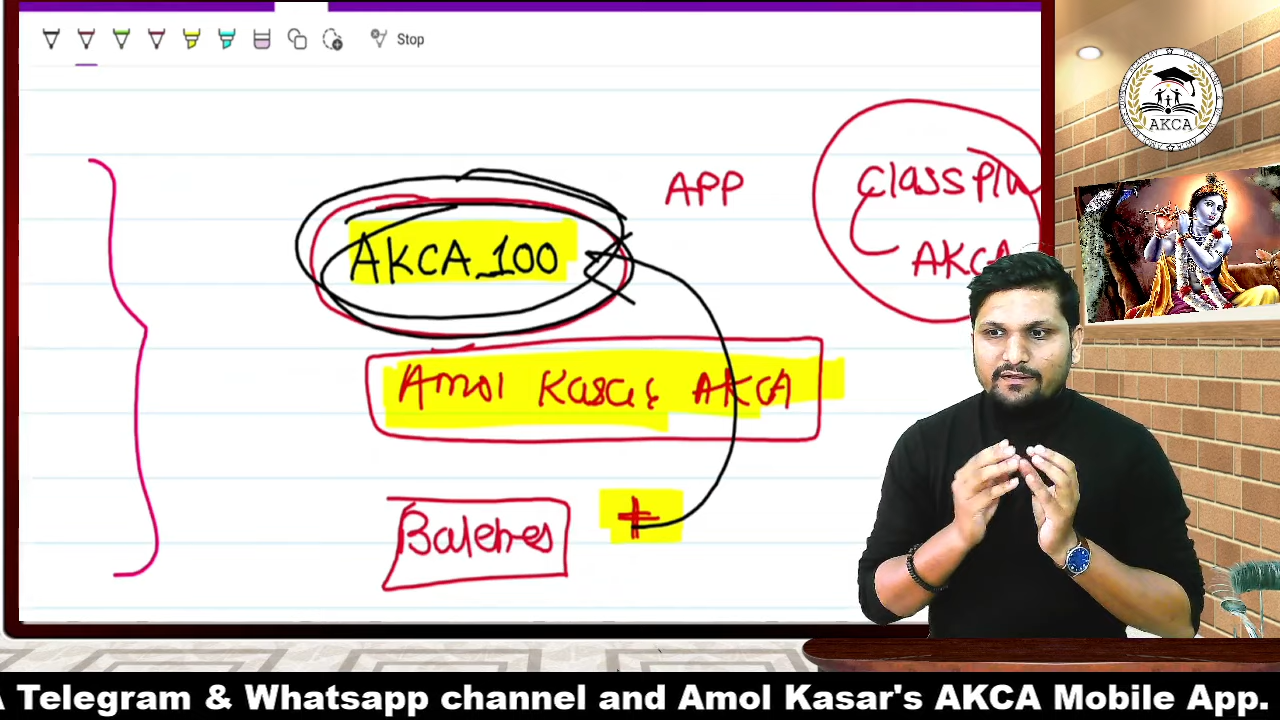 Stop
AKCA
APP
Class Plu
AKCA
AKCA_100
Amol Kasar AKCA
Batches
Telegram & Whatsapp channel and Amol Kasar's AKCA Mobile App.